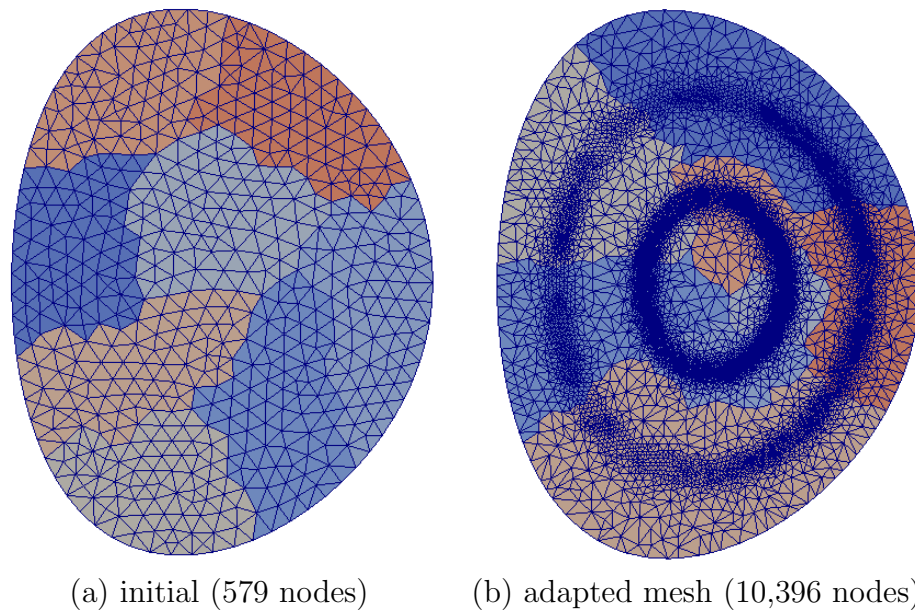 (a) initial (579 nodes)
(b) adapted mesh (10,396 nodes)